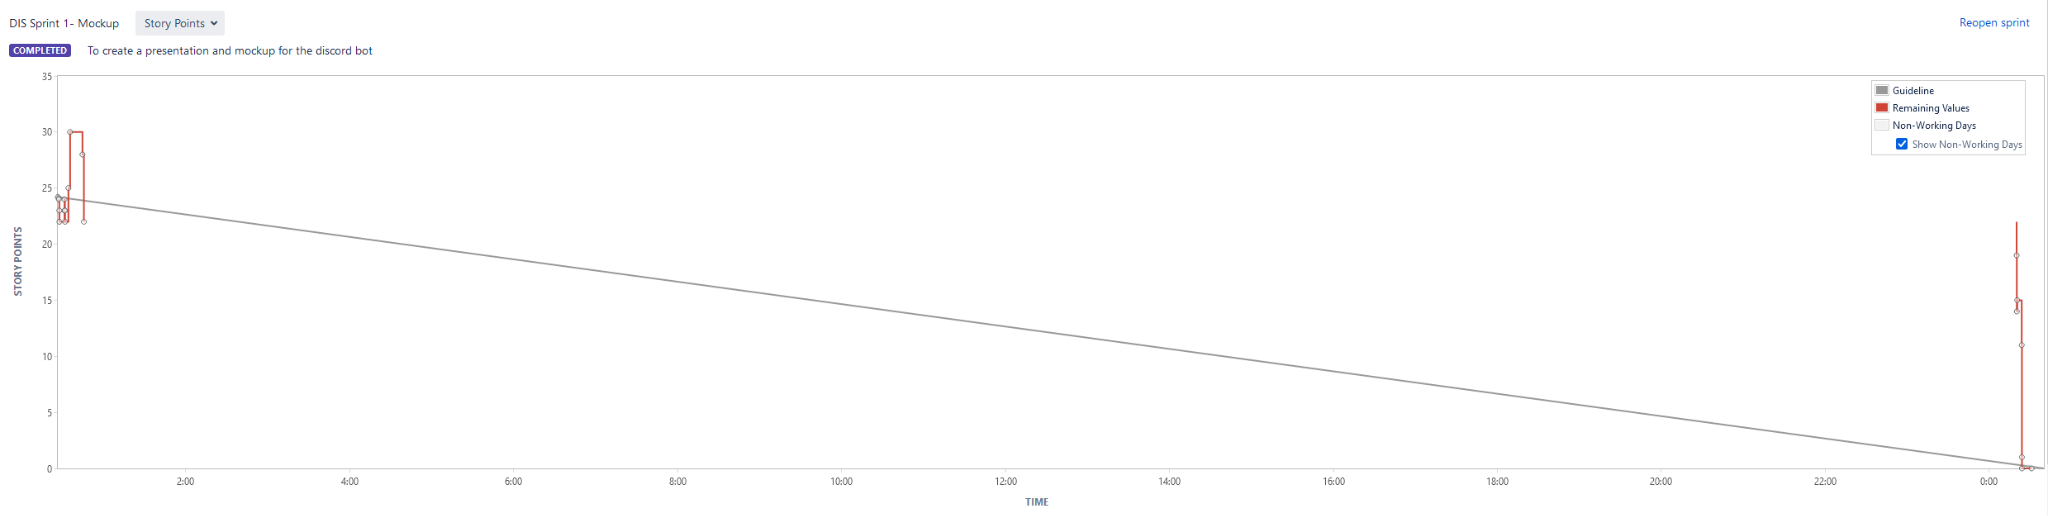 DIS Sprint 1- Mockup
Story Points
Reopen sprint
COMPLETED
To create a presentation and mockup for the discord bot
35
30
25
20
15
10
5
0
STORY POINTS
Guideline
Remaining Values
Non-Working Days
Show Non-Working Days
2:00
4:00
6:00
8:00
10:00
12:00
14:00
16:00
18:00
20:00
22:00
0:00
TIME